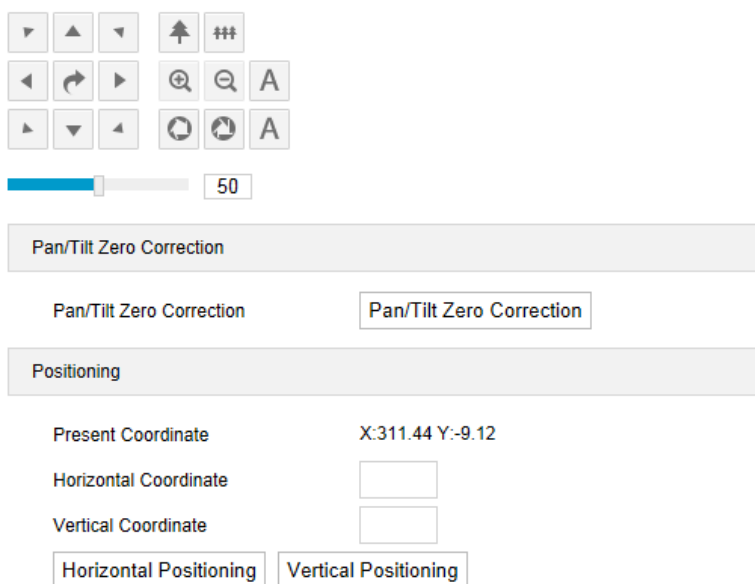 A
A
50
Pan/Tilt Zero Correction
Pan/Tilt Zero Correction Pan/Tilt Zero Correction
Positioning
Present Coordinate X:311.44 Y:-9.12
Horizontal Coordinate
Vertical Coordinate
Horizontal Positioning Vertical Positioning